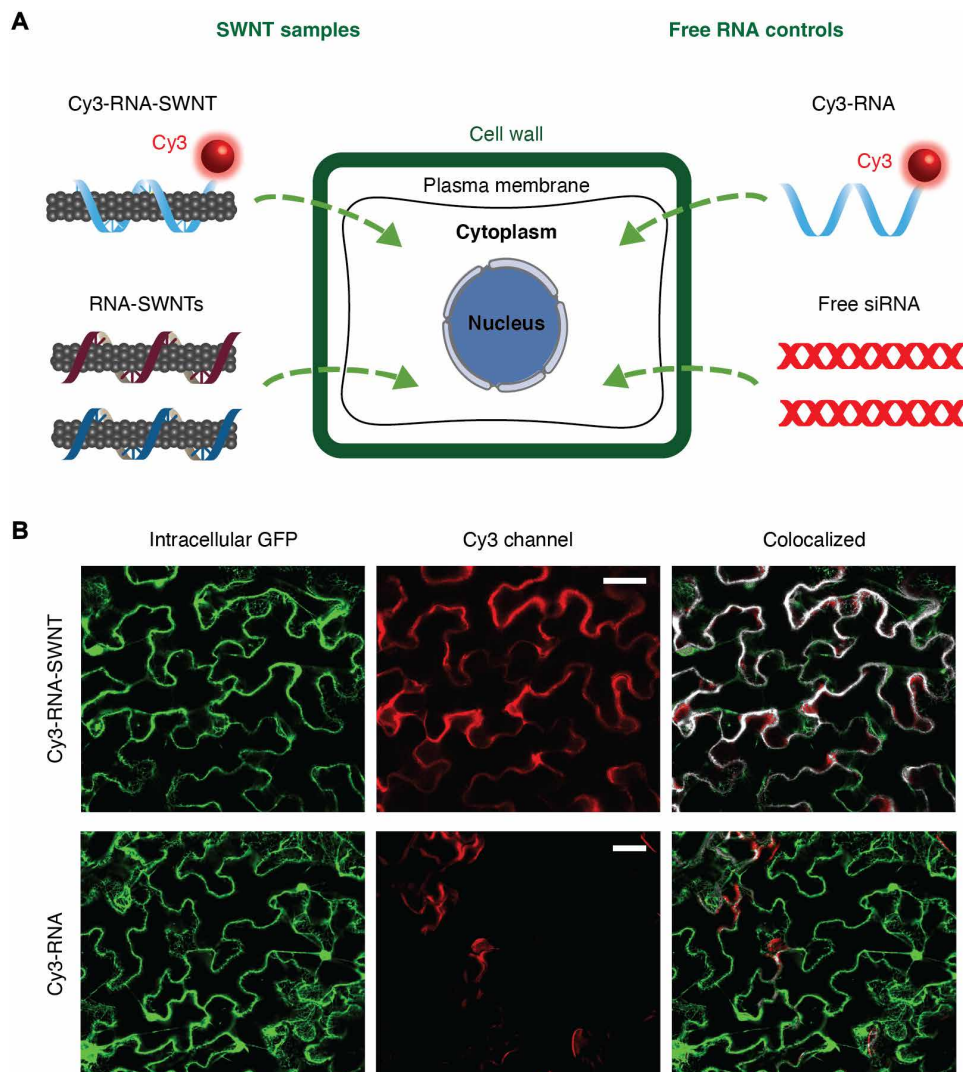 A
SWNT samples
Free RNA controls
Cy3-RNA-SWNT
Cy3
Cell wall
Plasma membrane
Cytoplasm
Nucleus
Cy3-RNA
Cy3
RNA-SWNTs
Free siRNA
B
Intracellular GFP
Cy3 channel
Colocalized
Cy3-RNA-SWNT
Cy3-RNA